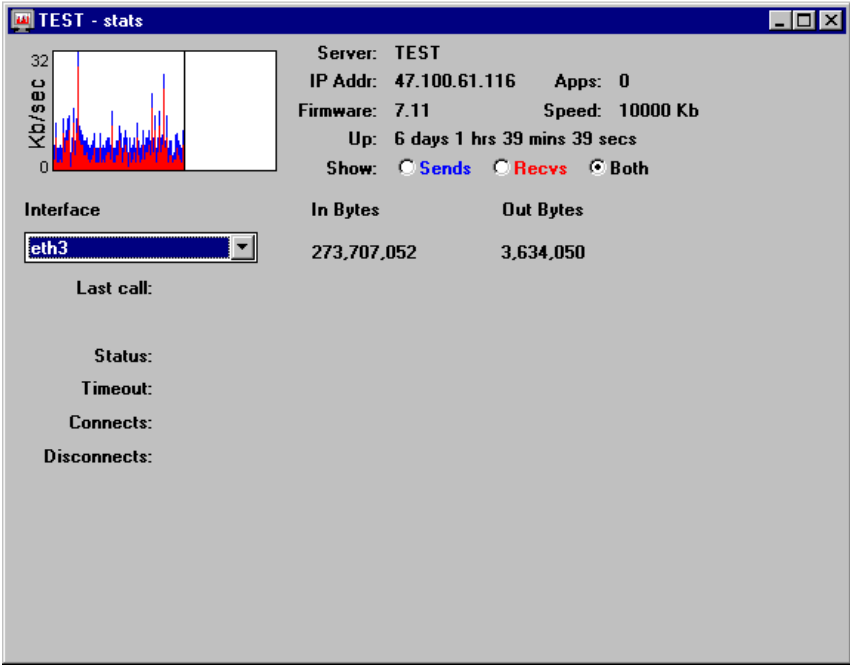 TEST - stats
32
Kb/sec
0
Server: TEST
IP Addr: 47.100.61.116 Apps: 0
Firmware: 7.11 Speed: 10000 Kb
Up: 6 days 1 hrs 39 mins 39 secs
Show: Sends Recvs Both
Interface In Bytes Out Bytes
eth3 273,707,052 3,634,050
Last call:
Status:
Timeout:
Connects:
Disconnects: